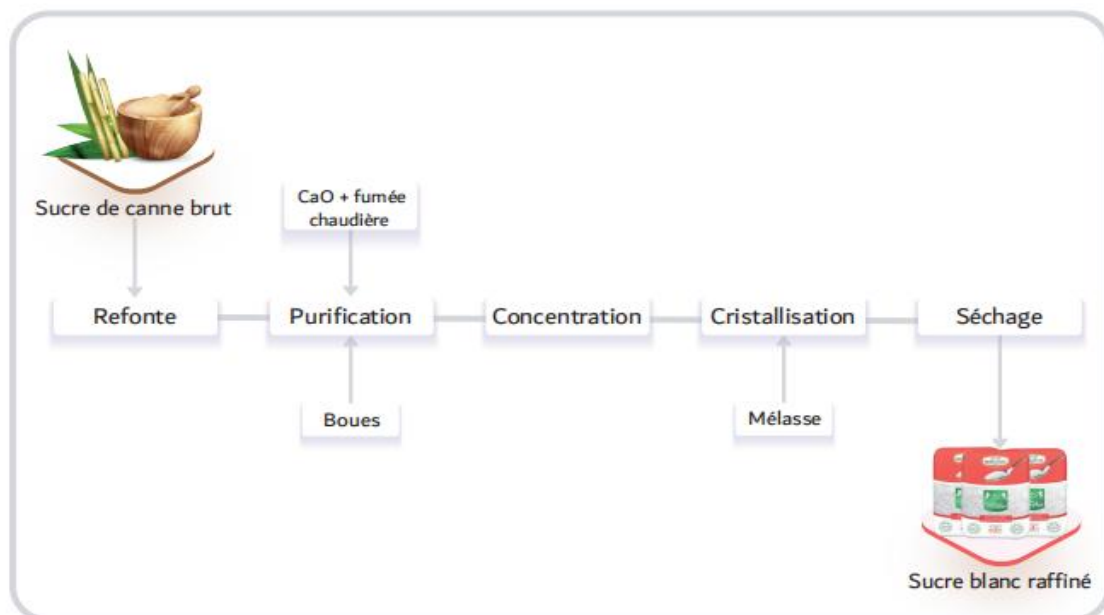 Sucre de canne brut
CaO + fumée
chaudière
Refonte
Purification
Concentration
Cristallisation
Séchage
Boues
Mélasse
Sucre blanc raffiné